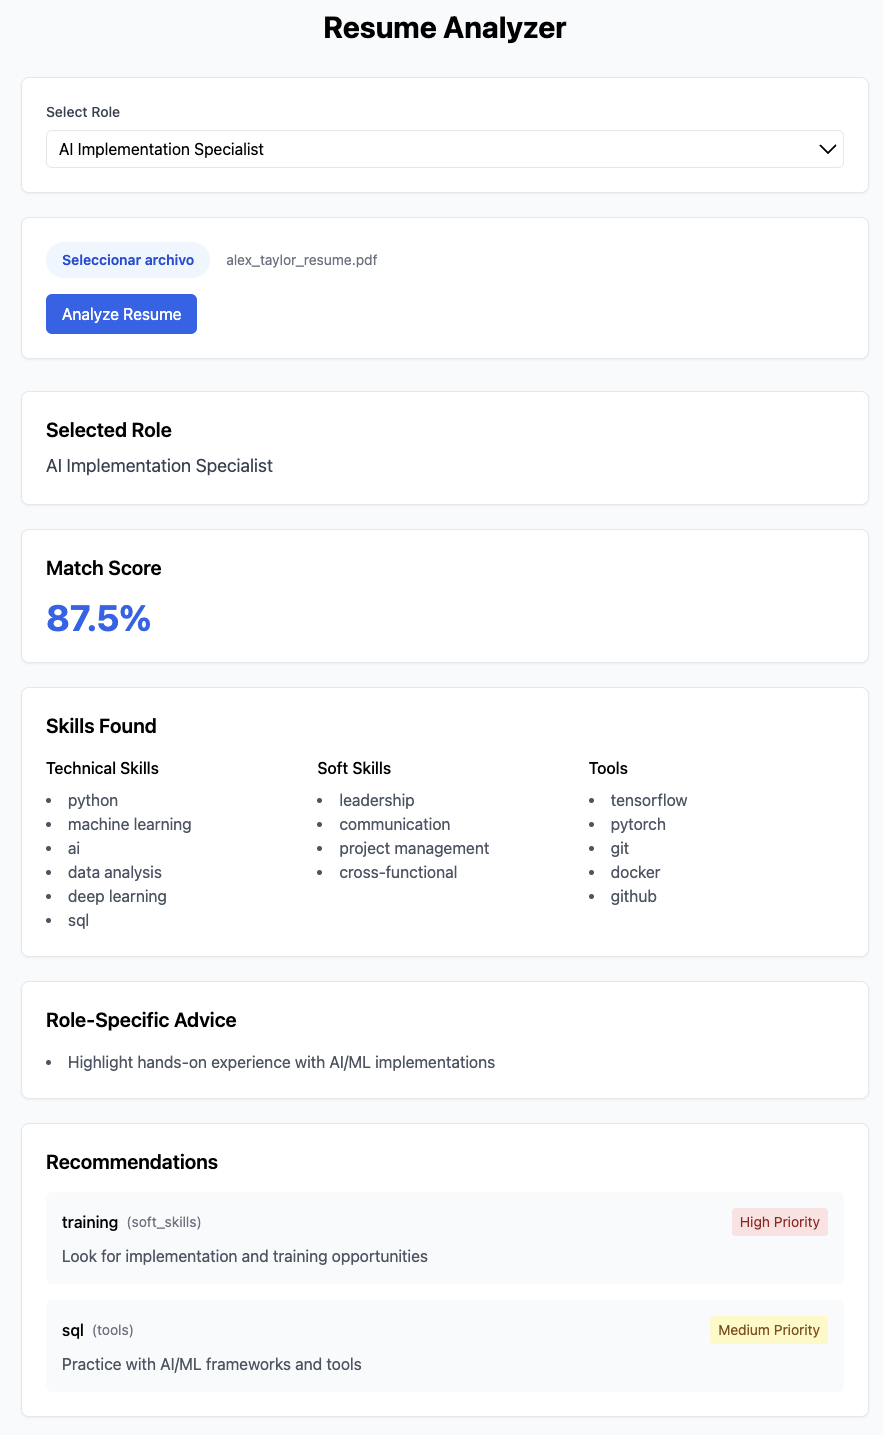 Resume Analyzer
Select Role
AI Implementation Specialist
Seleccionar archivo alex_taylor_resume.pdf
Analyze Resume
Selected Role
AI Implementation Specialist
Match Score
87.5%
Skills Found
Technical Skills
• python
• machine learning
• ai
• data analysis
• deep learning
• sql
Soft Skills
• leadership
• communication
• project management
• cross-functional
Tools
• tensorflow
• pytorch
• git
• docker
• github
Role-Specific Advice
• Highlight hands-on experience with AI/ML implementations
Recommendations
training (soft_skills) High Priority
Look for implementation and training opportunities
sql (tools) Medium Priority
Practice with AI/ML frameworks and tools